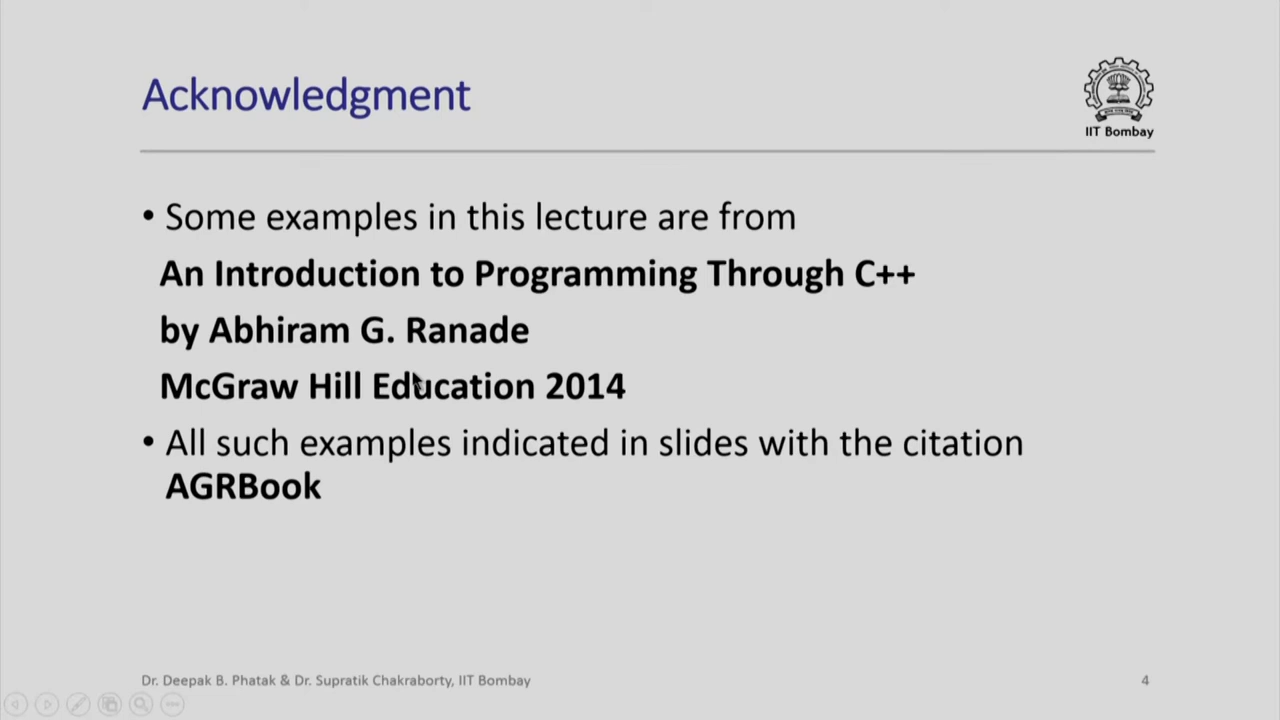 Acknowledgment
IIT Bombay
• Some examples in this lecture are from
An Introduction to Programming Through C++
by Abhiram G. Ranade
McGraw Hill Education 2014
• All such examples indicated in slides with the citation
AGRBook
Dr. Deepak B. Phatak & Dr. Supratik Chakraborty, IIT Bombay
4